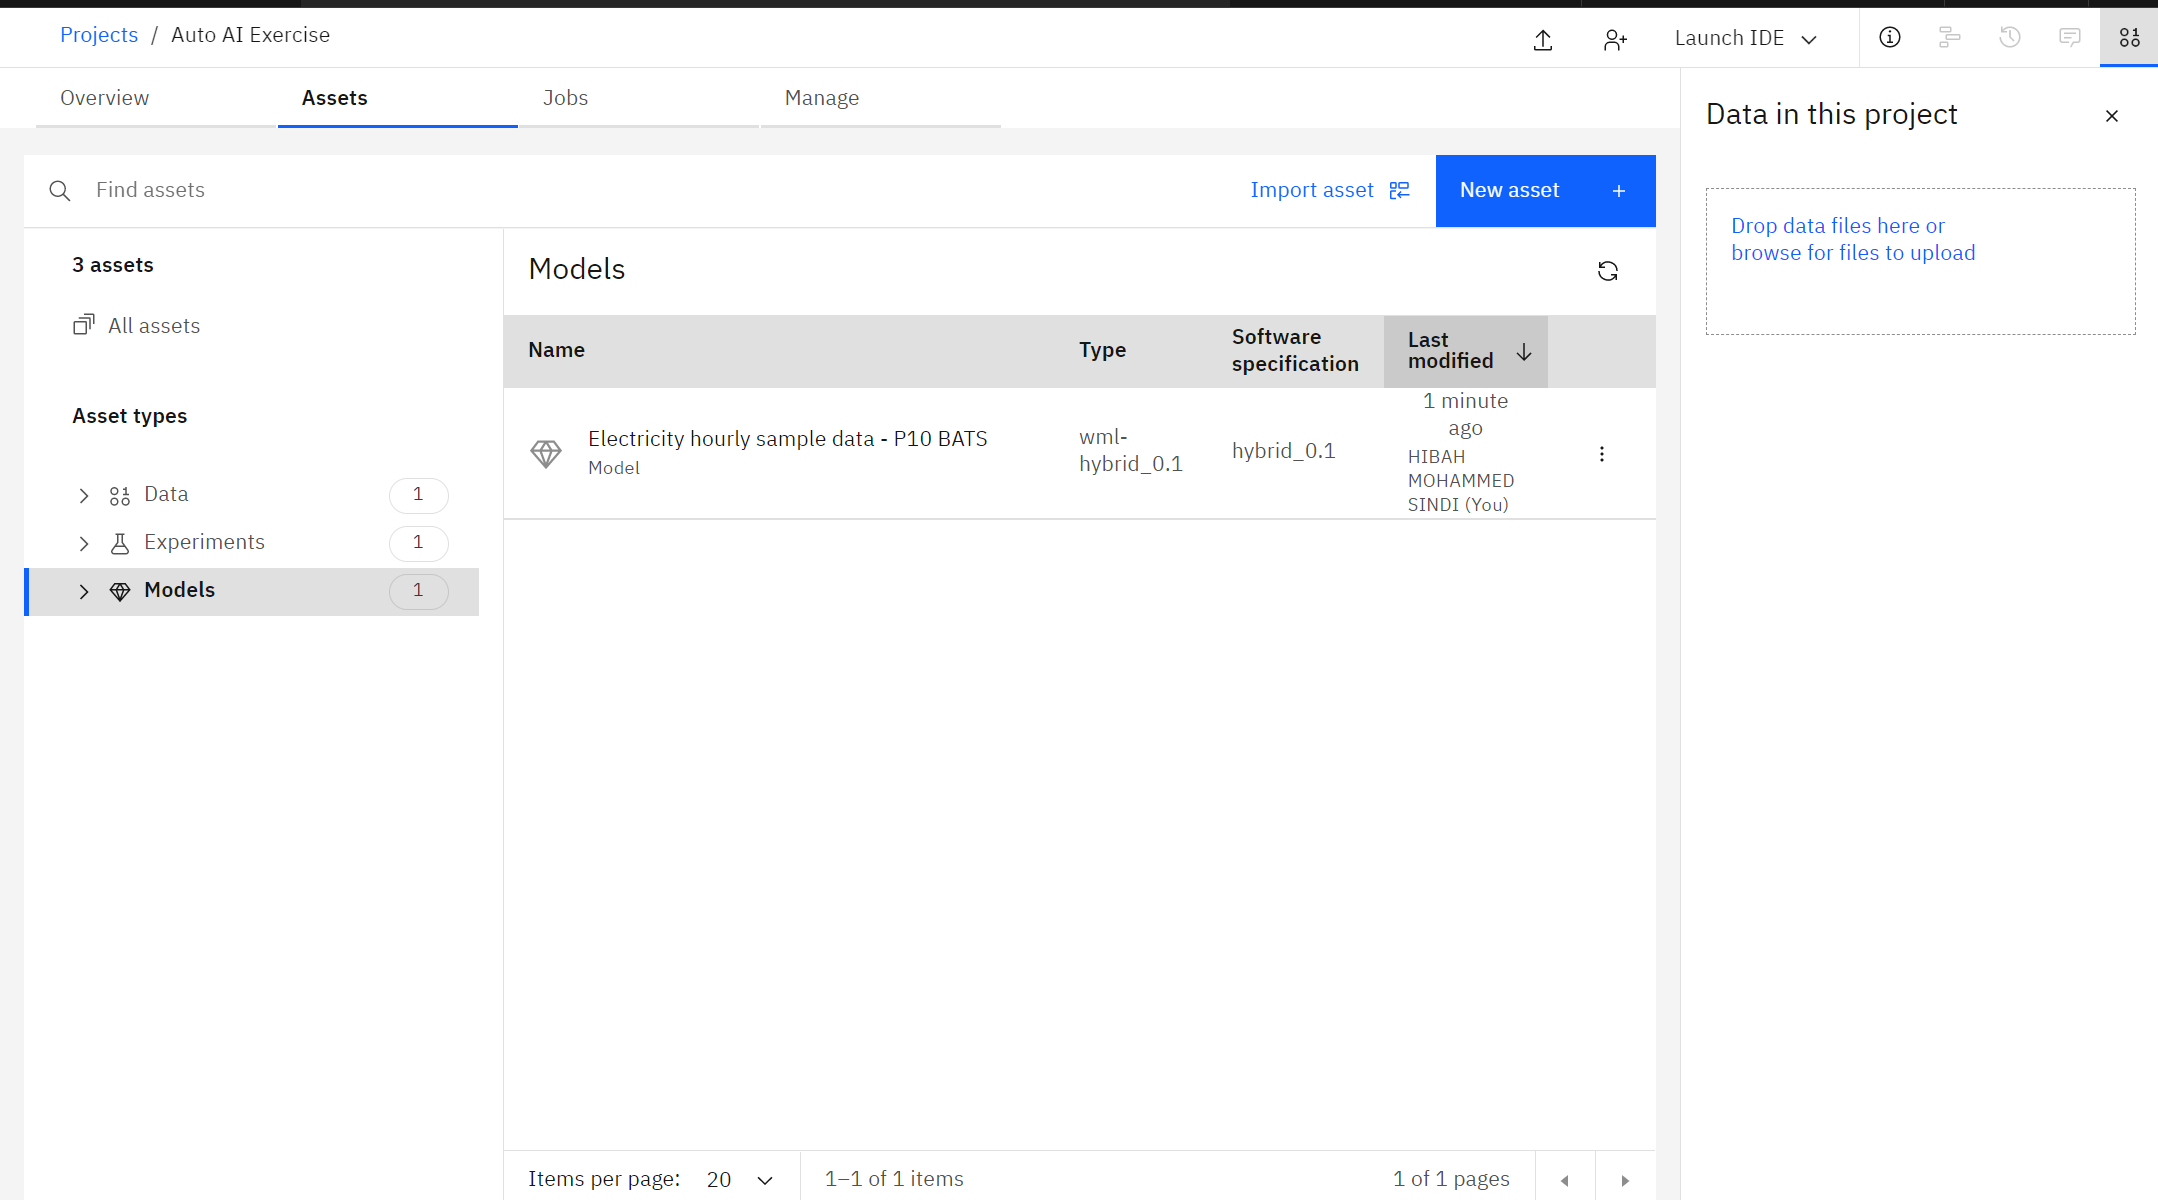 Projects / Auto AI Exercise
Launch IDE
Overview
Assets
Jobs
Manage
Data in this project
Find assets
Import asset
New asset +
Drop data files here or
browse for files to upload
3 assets
All assets
Asset types
Data 1
Experiments 1
Models 1
Models
Name
Type
Software
specification
Last
modified
Electricity hourly sample data - P10 BATS
Model
wml-
hybrid_0.1
hybrid_0.1
1 minute
ago
HIBAH
MOHAMMED
SINDI (You)
Items per page: 20
1–1 of 1 items
1 of 1 pages